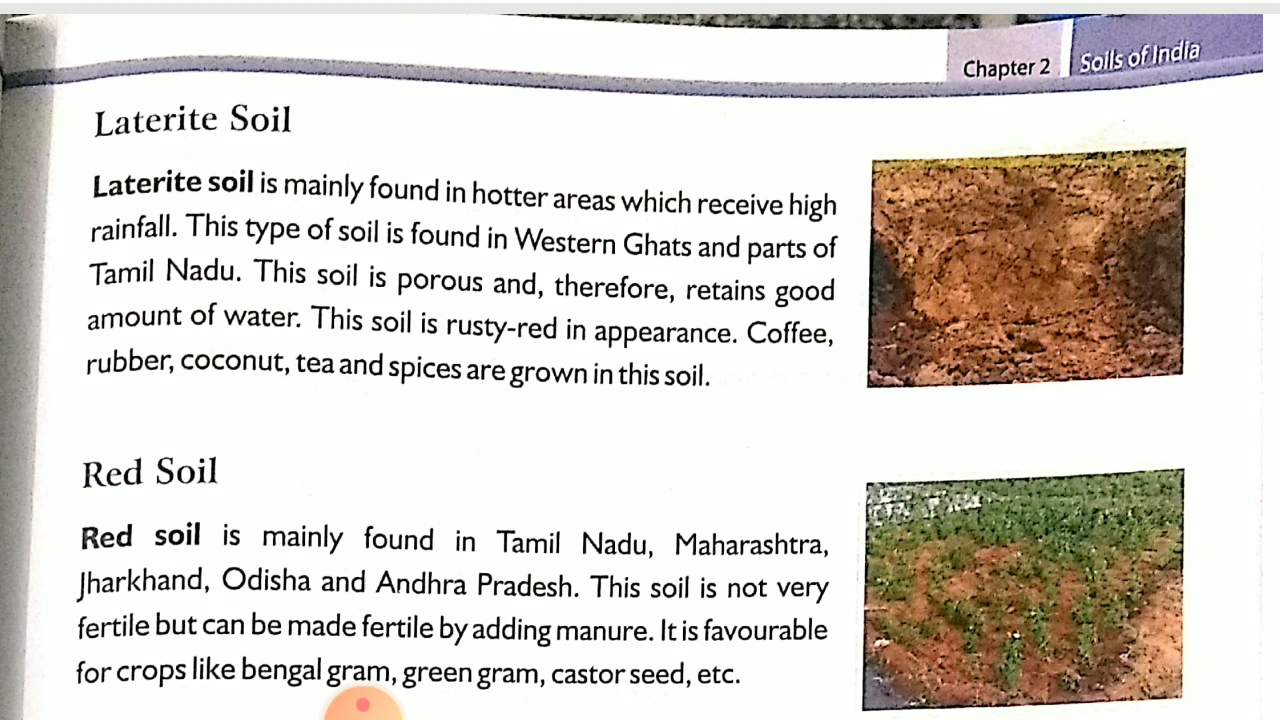 Chapter 2 Soils of India
Laterite Soil
Laterite soil is mainly found in hotter areas which receive high
rainfall. This type of soil is found in Western Ghats and parts of
Tamil Nadu. This soil is porous and, therefore, retains good
amount of water. This soil is rusty-red in appearance. Coffee,
rubber, coconut, tea and spices are grown in this soil.
Red Soil
Red soil is mainly found in Tamil Nadu, Maharashtra,
Jharkhand, Odisha and Andhra Pradesh. This soil is not very
fertile but can be made fertile by adding manure. It is favourable
for crops like bengal gram, green gram, castor seed, etc.